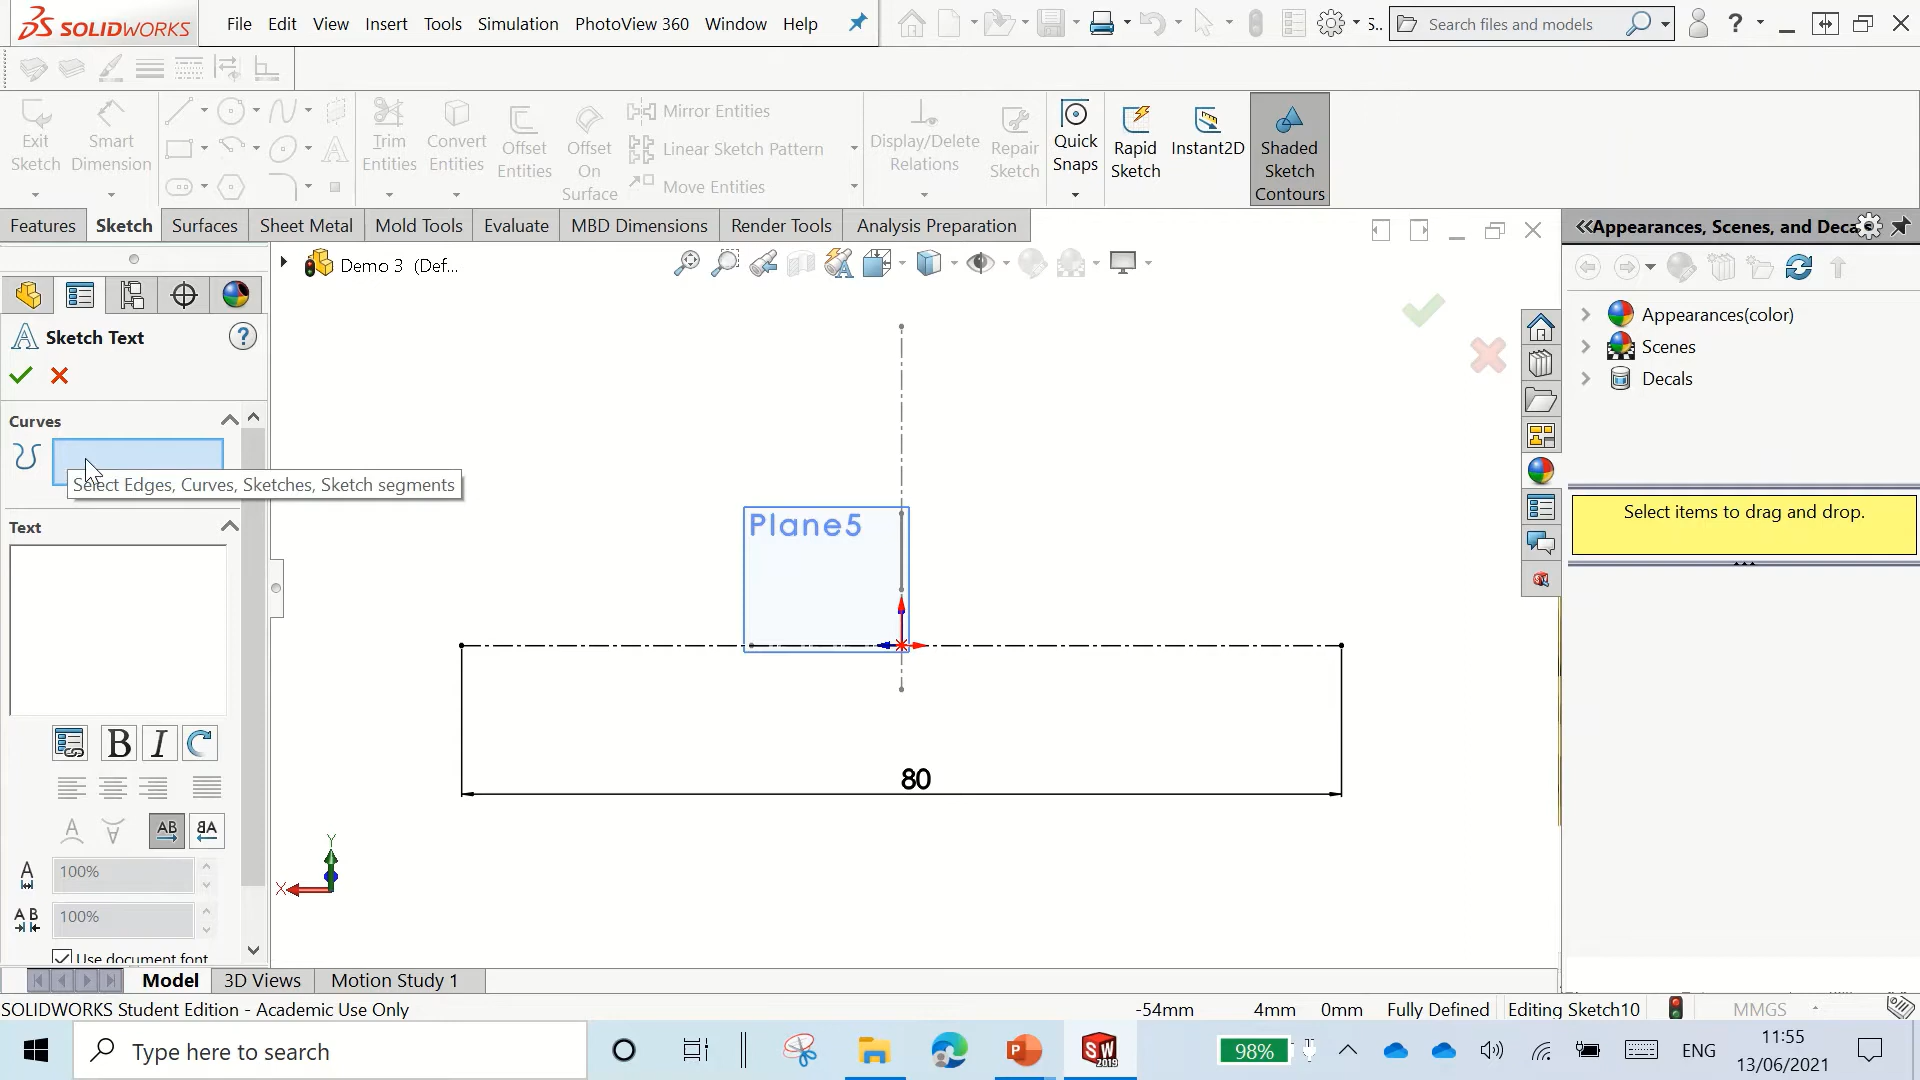 SOLIDWORKS
File Edit View Insert Tools Simulation PhotoView 360 Window Help
5..
Search files and models
?
Exit Sketch
Smart Dimension
Trim Entities
Convert Entities
Offset Entities
Offset On Surface
Mirror Entities
Linear Sketch Pattern
Move Entities
Display/Delete Relations
Repair Sketch
Quick Snaps
Rapid Sketch
Instant2D
Shaded Sketch Contours
Features Sketch Surfaces Sheet Metal Mold Tools Evaluate MBD Dimensions Render Tools Analysis Preparation
Demo 3 (Def...
Sketch Text
?
Curves
Select Edges, Curves, Sketches, Sketch segments
Text
B I
AB
100%
100%
Use document font
Plane5
80
Y
X
Appearances, Scenes, and Deca
Appearances(color)
Scenes
Decals
Select items to drag and drop.
Model 3D Views Motion Study 1
SOLIDWORKS Student Edition - Academic Use Only
-54mm 4mm 0mm Fully Defined Editing Sketch10 MMGS
Type here to search
98%
ENG
11:55
13/06/2021